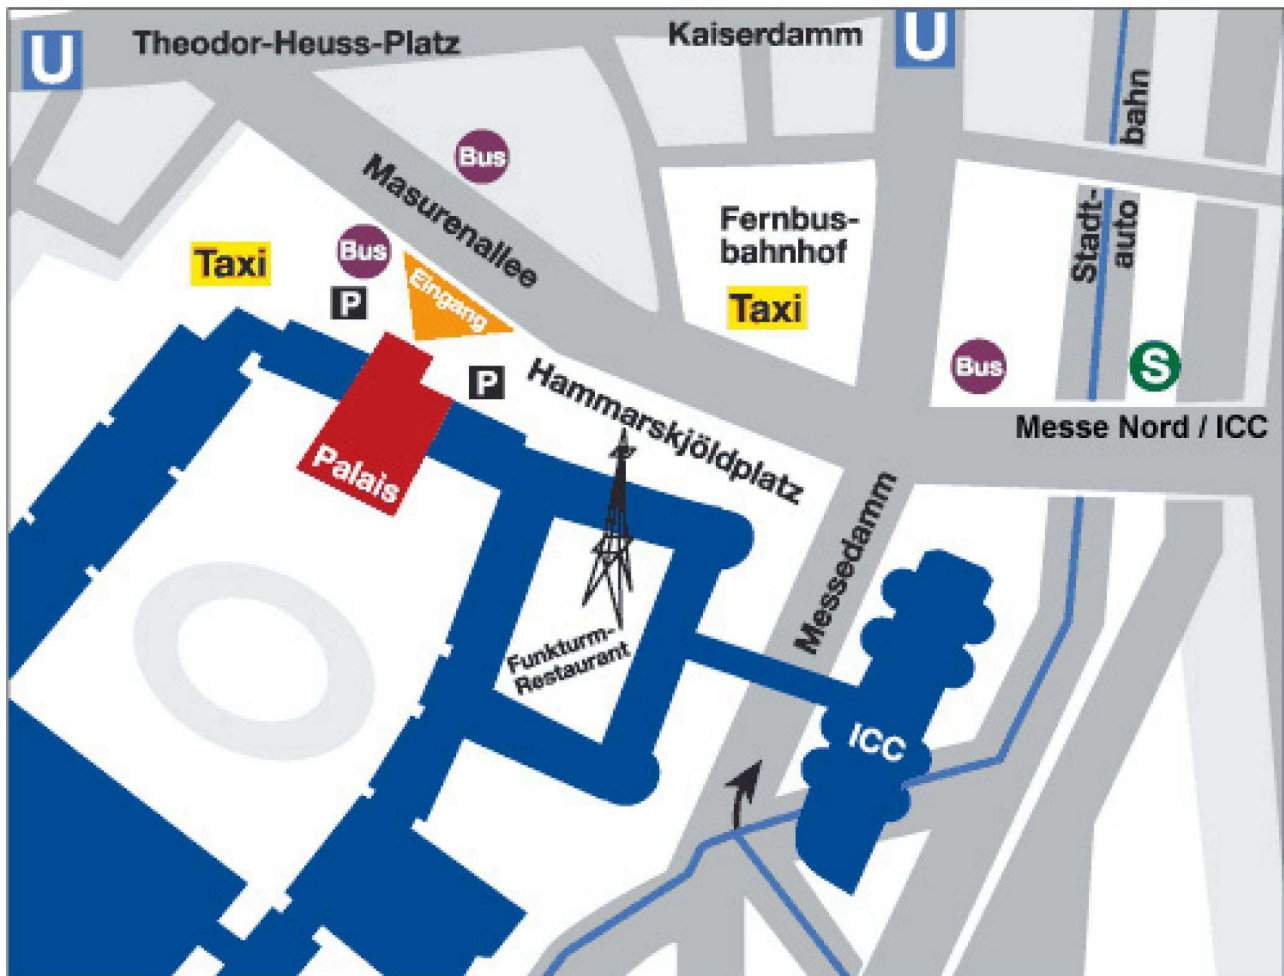 U
Theodor-Heuss-Platz
Kaiserdamm
U
bahn
Bus
Masurenallee
Stadt-
auto
Fernbus-
bahnhof
Taxi
Bus
Taxi
Eingang
P
P
Bus
S
Messe Nord / ICC
Hammarskjöldplatz
Palais
Messedamm
Funkturm-
Restaurant
ICC